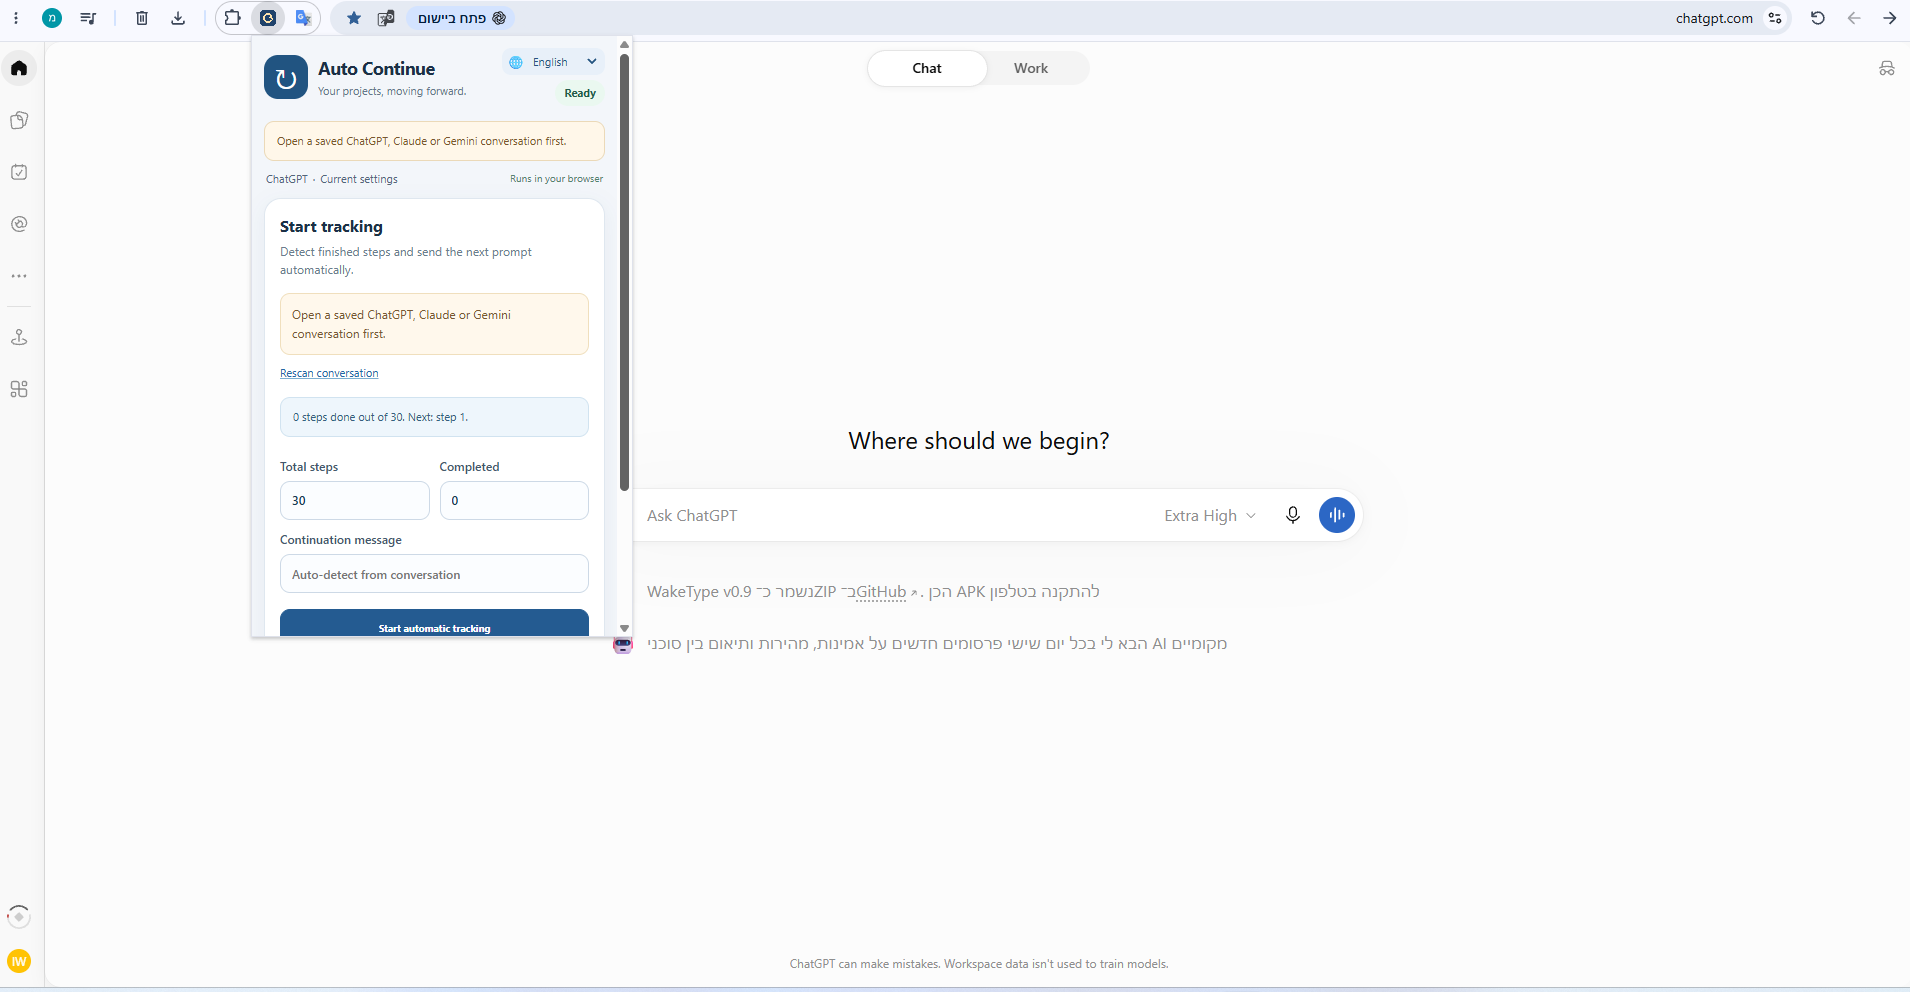 מ
פתח ביישום
chatgpt.com
Auto Continue
Your projects, moving forward.
English
Ready
Open a saved ChatGPT, Claude or Gemini conversation first.
ChatGPT · Current settings
Runs in your browser
Start tracking
Detect finished steps and send the next prompt
automatically.
Open a saved ChatGPT, Claude or Gemini
conversation first.
Rescan conversation
0 steps done out of 30. Next: step 1.
Total steps
Completed
30
0
Continuation message
Auto-detect from conversation
Start automatic tracking
Chat
Work
Where should we begin?
Ask ChatGPT
Extra High
WakeType v0.9 נשמר כ־ZIP ב־GitHub. הכן APK להתקנה בטלפון
הבא לי בכל יום שישי פרסומים חדשים על אמינות, מהירות ותיאום בין סוכני AI מקומיים
IW
ChatGPT can make mistakes. Workspace data isn't used to train models.